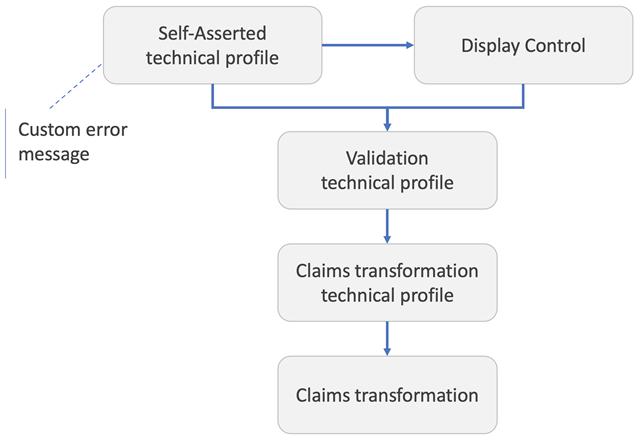 Self-Asserted
technical profile
Display Control
Custom error
message
Validation
technical profile
Claims transformation
technical profile
Claims transformation